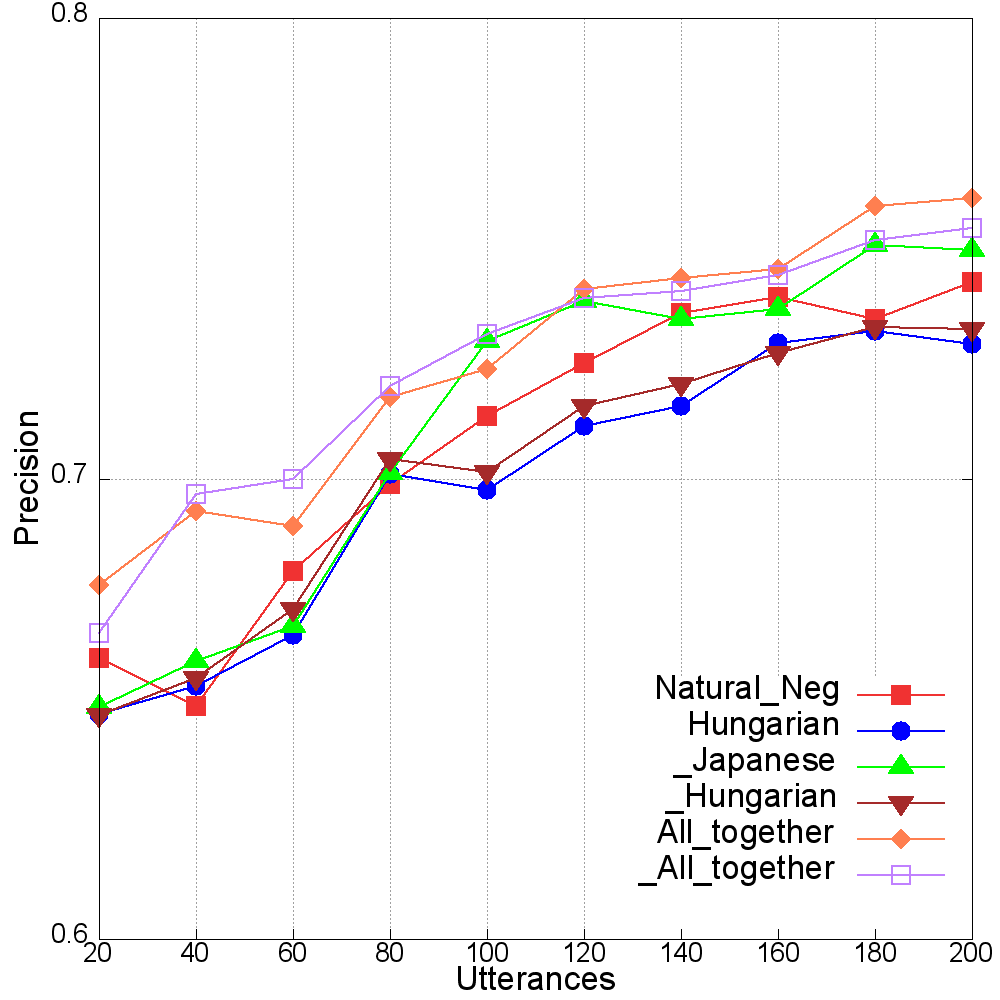 0.8
0.7
0.6
Precision
20 40 60 80 100 120 140 160 180 200
Utterances
Natural_Neg
Hungarian
_Japanese
_Hungarian
All_together
_All_together